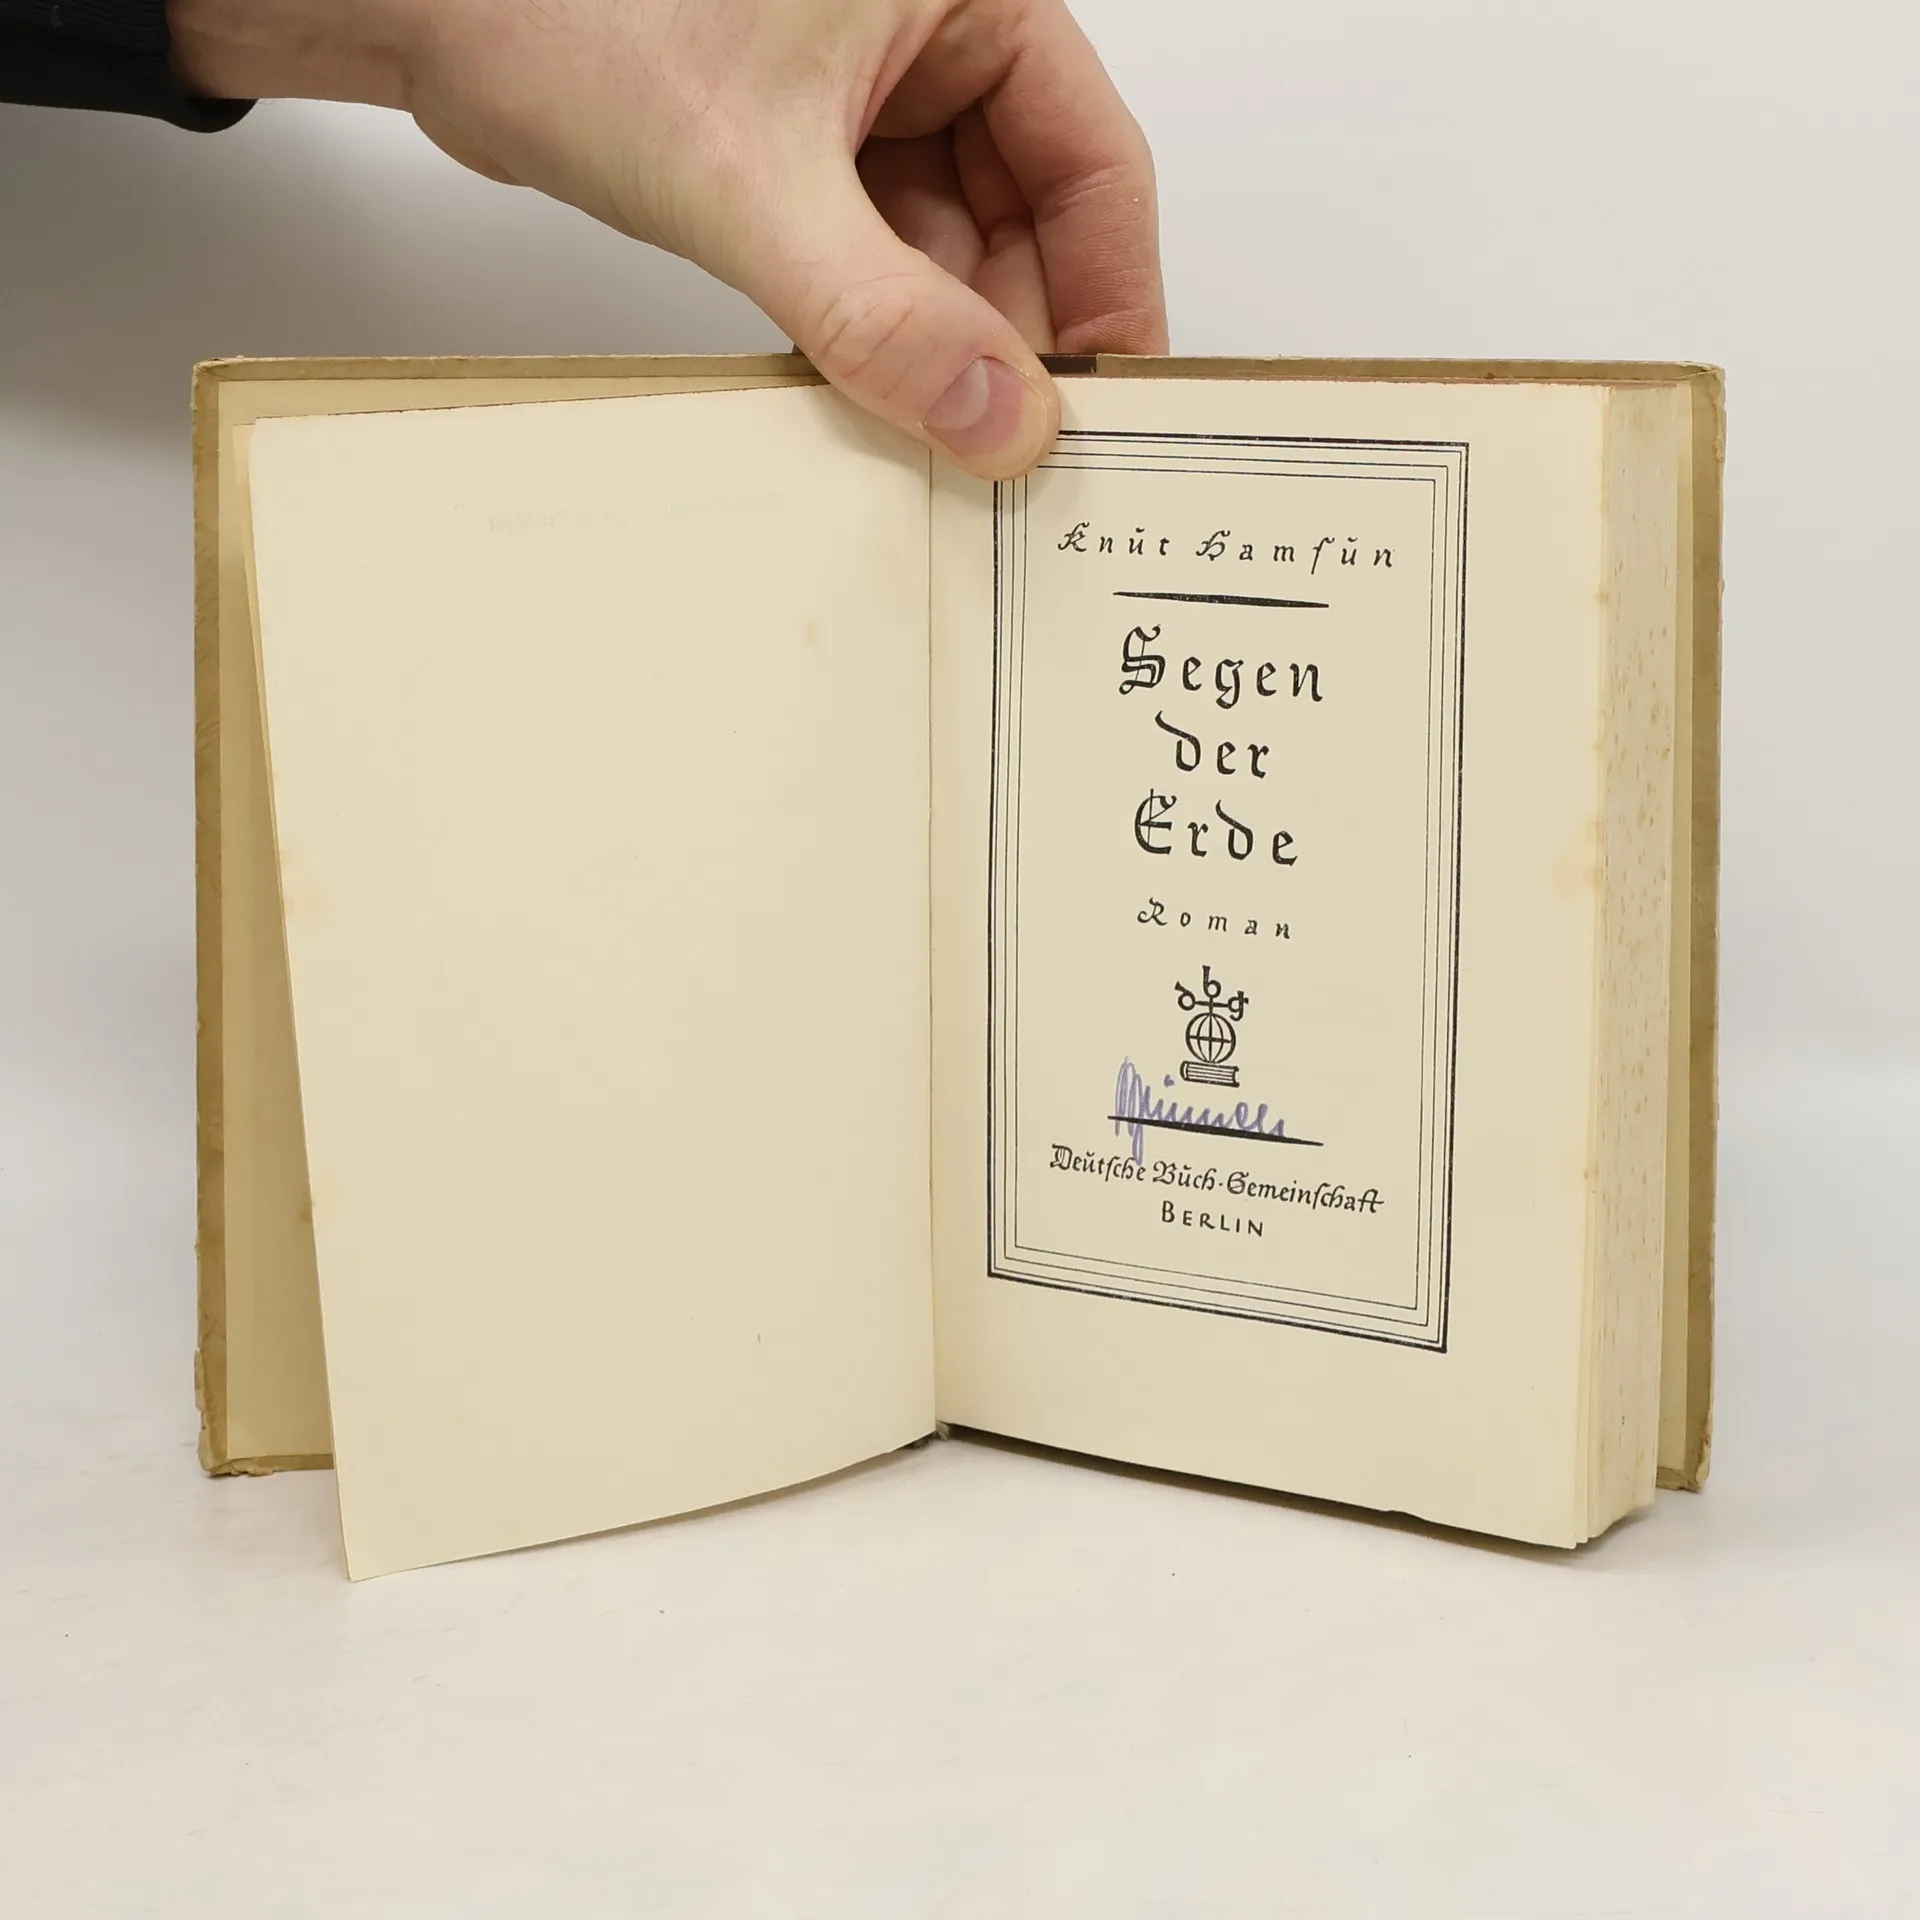 Knut Hamsun
Segen
der
Erde
Roman
dbg
Deutsche Buch-Gemeinschaft
BERLIN